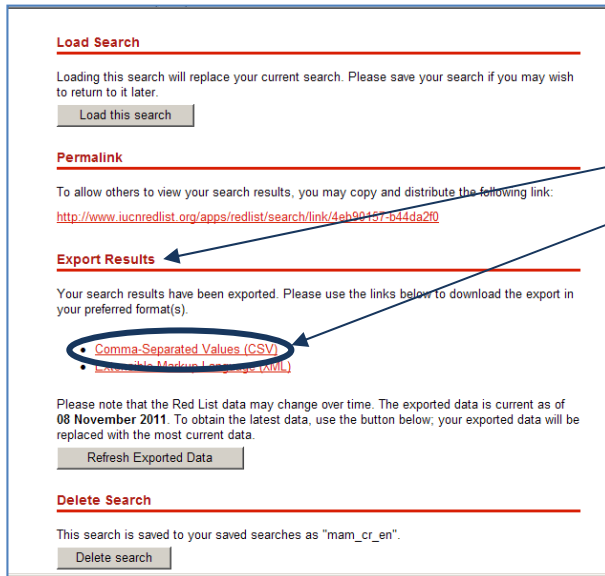 Load Search
Loading this search will replace your current search. Please save your search if you may wish
to return to it later.
Load this search
Permalink
To allow others to view your search results, you may copy and distribute the following link:
http://www.iucnredlist.org/apps/redlist/search/link/4eb90157-b44da2f0
Export Results
Your search results have been exported. Please use the links below to download the export in
your preferred format(s).
Comma-Separated Values (CSV)
Extensible Markup Language (XML)
Please note that the Red List data may change over time. The exported data is current as of
08 November 2011. To obtain the latest data, use the button below; your exported data will be
replaced with the most current data.
Refresh Exported Data
Delete Search
This search is saved to your saved searches as "mam_cr_en".
Delete search